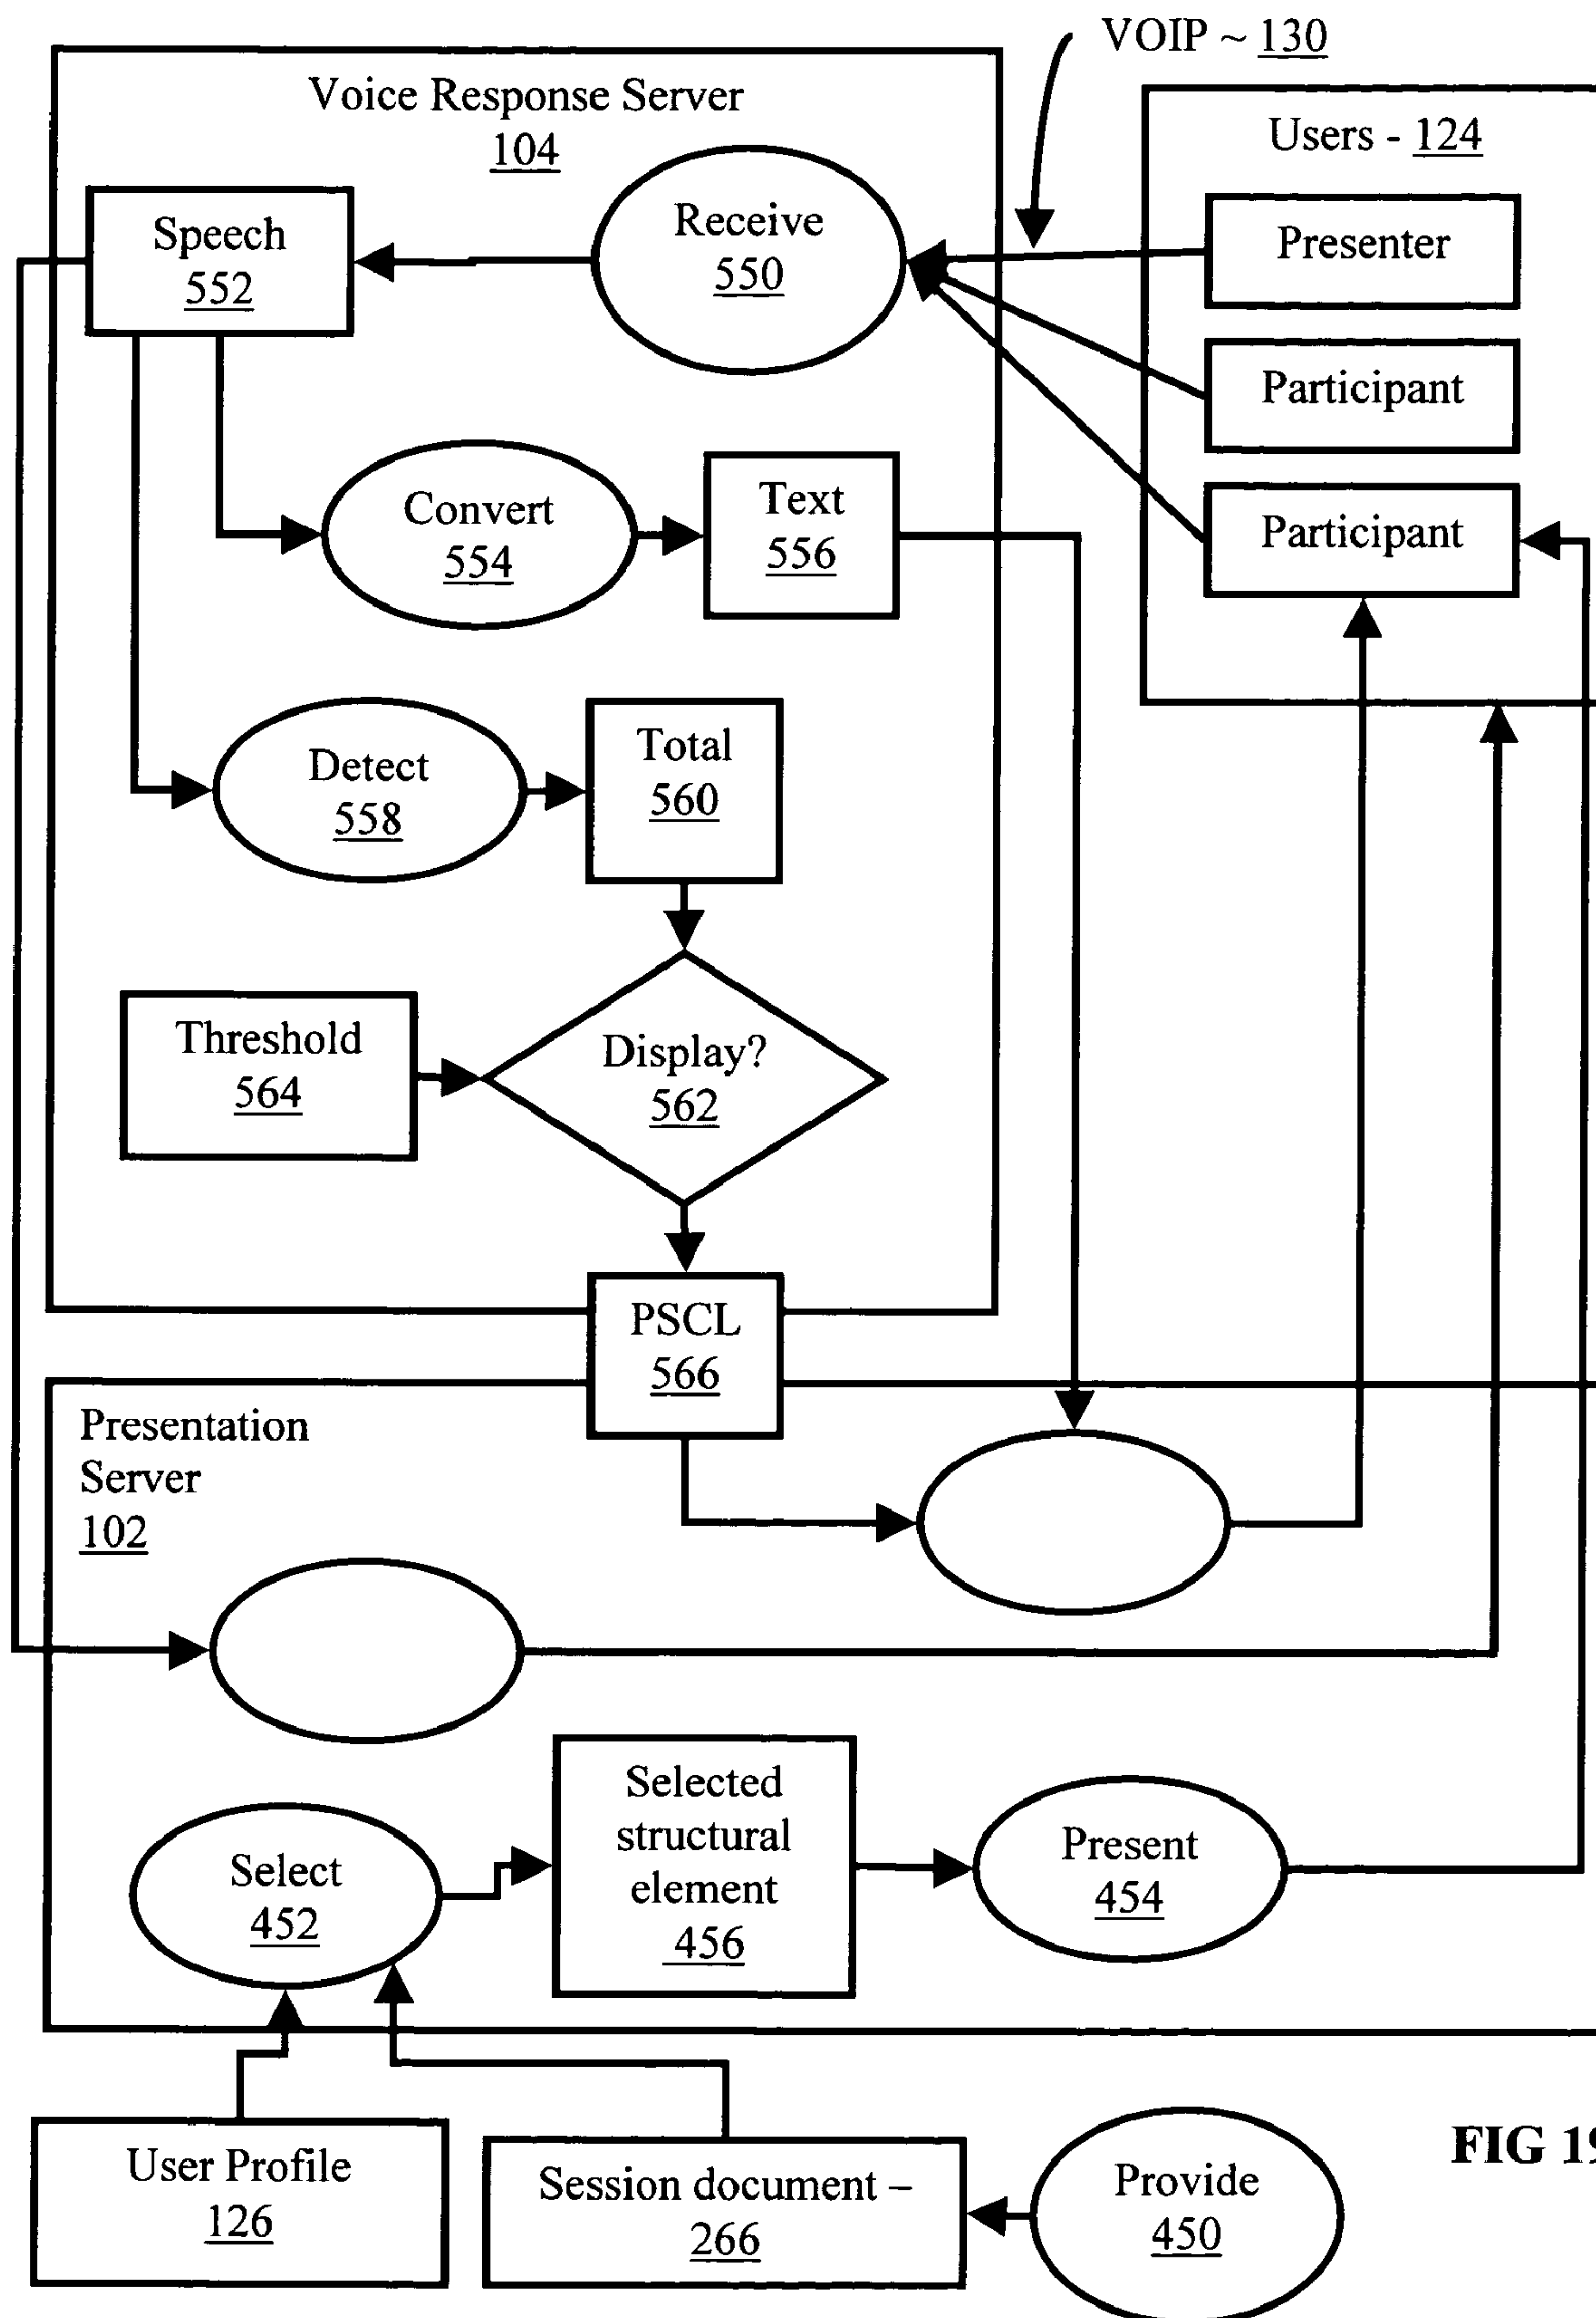 VOIP ~ 130
Voice Response Server
104
Users - 124
Speech
552
Receive
550
Presenter
Participant
Participant
Convert
554
Text
556
Detect
558
Total
560
Threshold
564
Display?
562
PSCL
566
Presentation
Server
102
Select
452
Selected
structural
element
456
Present
454
User Profile
126
Session document –
266
Provide
450
FIG 19